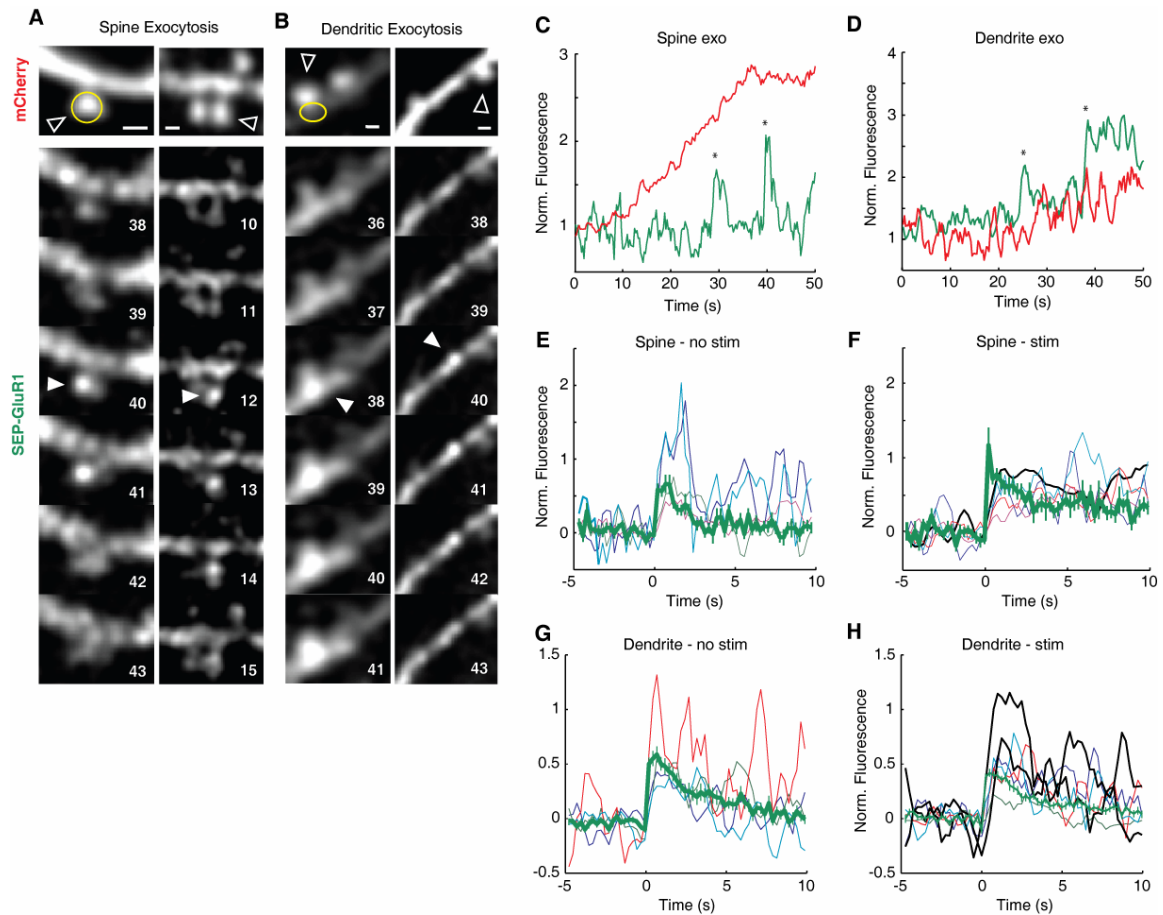 A
Spine Exocytosis
B
Dendritic Exocytosis
mCherry
SEP-GluR1
38
39
40
41
42
43
10
11
12
13
14
15
36
37
38
39
40
41
38
39
40
41
42
43
C
Spine exo
Norm. Fluorescence
3
2
1
*
*
0 10 20 30 40 50
Time (s)
D
Dendrite exo
Norm. Fluorescence
4
3
2
1
*
*
0 10 20 30 40 50
Time (s)
E
Spine - no stim
Norm. Fluorescence
2
1
0
-5 0 5 10
Time (s)
F
Spine - stim
Norm. Fluorescence
2
1
0
-5 0 5 10
Time (s)
G
Dendrite - no stim
Norm. Fluorescence
1.5
1
0.5
0
-0.5
-5 0 5 10
Time (s)
H
Dendrite - stim
Norm. Fluorescence
1.5
1
0.5
0
-0.5
-5 0 5 10
Time (s)